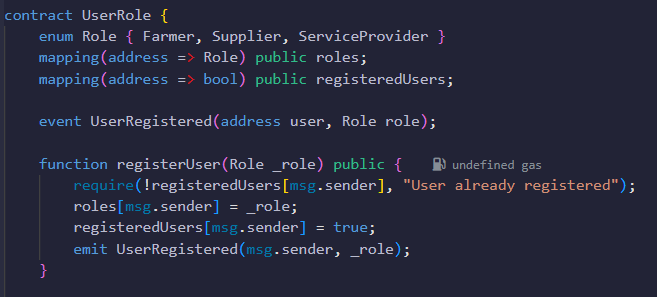 contract UserRole {
enum Role { Farmer, Supplier, ServiceProvider }
mapping(address => Role) public roles;
mapping(address => bool) public registeredUsers;
event UserRegistered(address user, Role role);
function registerUser(Role _role) public { undefined gas
require(!registeredUsers[msg.sender], "User already registered");
roles[msg.sender] = _role;
registeredUsers[msg.sender] = true;
emit UserRegistered(msg.sender, _role);
}